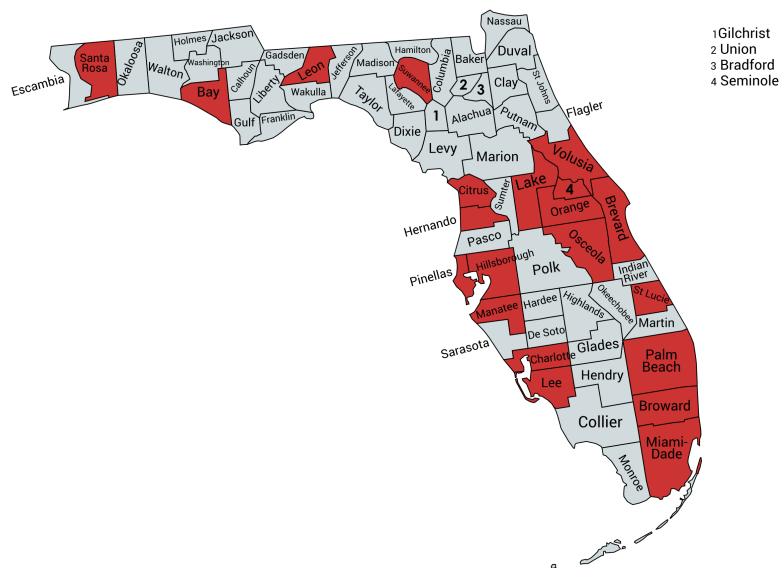 Nassau
1Gilchrist
2 Union
3 Bradford
4 Seminole
Holmes
Jackson
Santa
Rosa
Okaloosa
Walton
Washington
Gadsden
Leon
Jefferson
Madison
Hamilton
Columbia
Baker
Duval
Escambia
Bay
Calhoun
Liberty
Wakulla
Suwannee
Lafayette
2
3
Clay
St Johns
Gulf
Franklin
Taylor
Dixie
1
Alachua
Putnam
Flagler
Levy
Marion
Volusia
Citrus
Sumter
Lake
4
Orange
Brevard
Hernando
Pasco
Osceola
Pinellas
Hillsborough
Polk
Indian
River
Manatee
Hardee
Highlands
Okeechobee
St Lucie
Sarasota
De Soto
Martin
Charlotte
Glades
Palm
Beach
Lee
Hendry
Broward
Collier
Miami-
Dade
Monroe